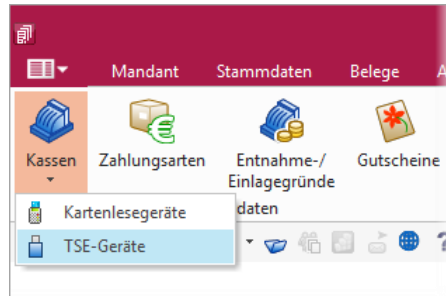 Mandant Stammdaten Belege
Kassen Zahlungsarten Entnahme-/ Gutscheine
Einlagegründe
daten
Kartenlesegeräte
TSE-Geräte